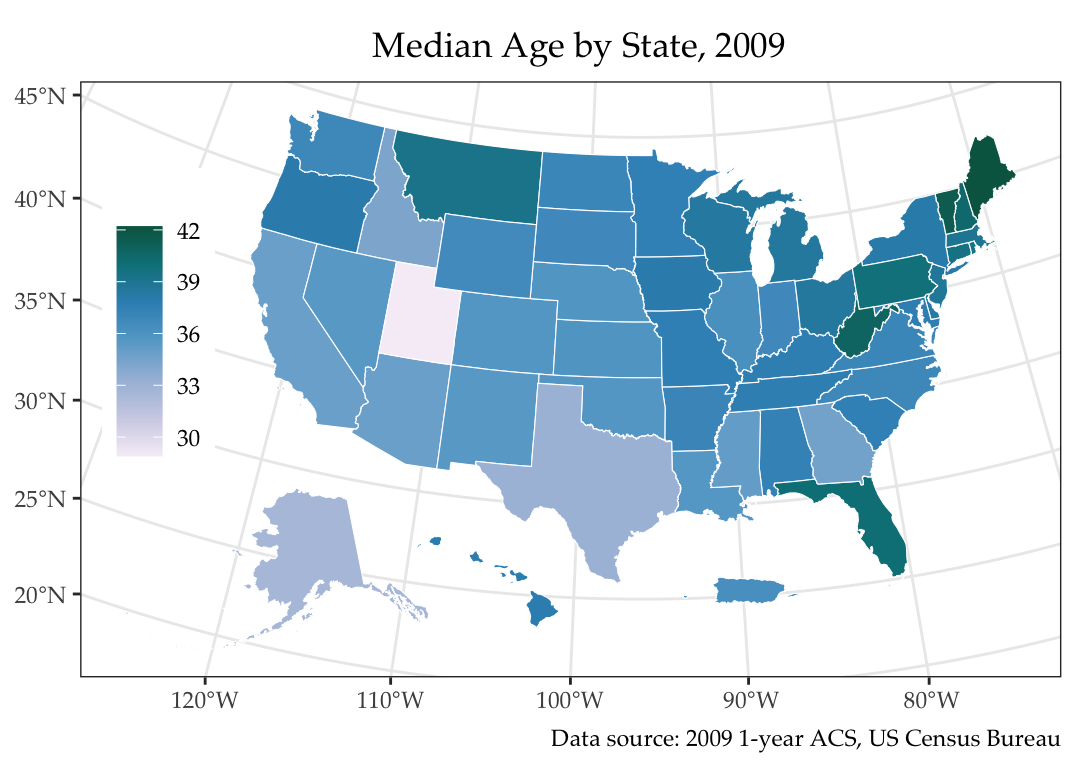 Median Age by State, 2009
45°N
40°N
35°N
30°N
25°N
20°N
42
39
36
33
30
120°W 110°W 100°W 90°W 80°W
Data source: 2009 1-year ACS, US Census Bureau